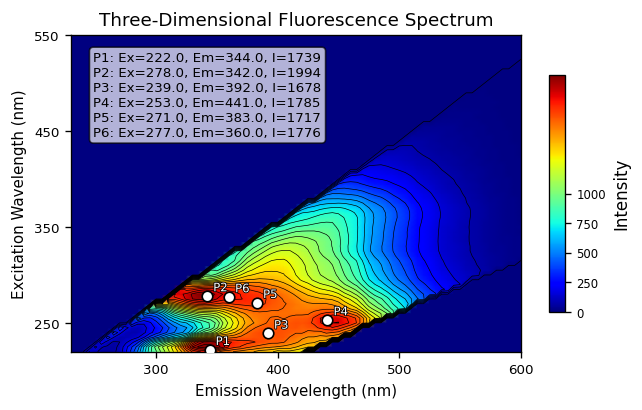 Three-Dimensional Fluorescence Spectrum
P1: Ex=222.0, Em=344.0, I=1739
P2: Ex=278.0, Em=342.0, I=1994
P3: Ex=239.0, Em=392.0, I=1678
P4: Ex=253.0, Em=441.0, I=1785
P5: Ex=271.0, Em=383.0, I=1717
P6: Ex=277.0, Em=360.0, I=1776
550
450
350
250
Excitation Wavelength (nm)
P2
P6
P5
P4
P3
P1
300
400
500
600
Emission Wavelength (nm)
1000
750
500
250
0
Intensity